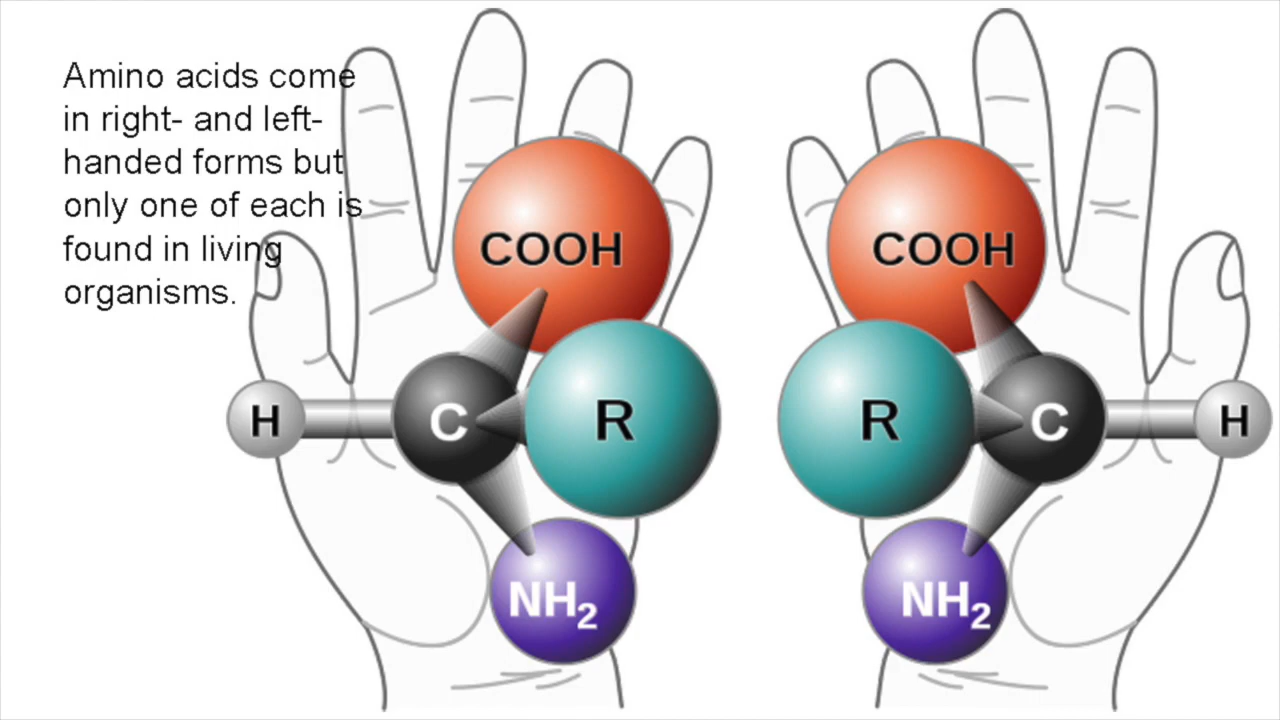 Amino acids come
in right- and left-
handed forms but
only one of each is
found in living
organisms.
COOH
COOH
H
C
R
R
C
H
NH2
NH2